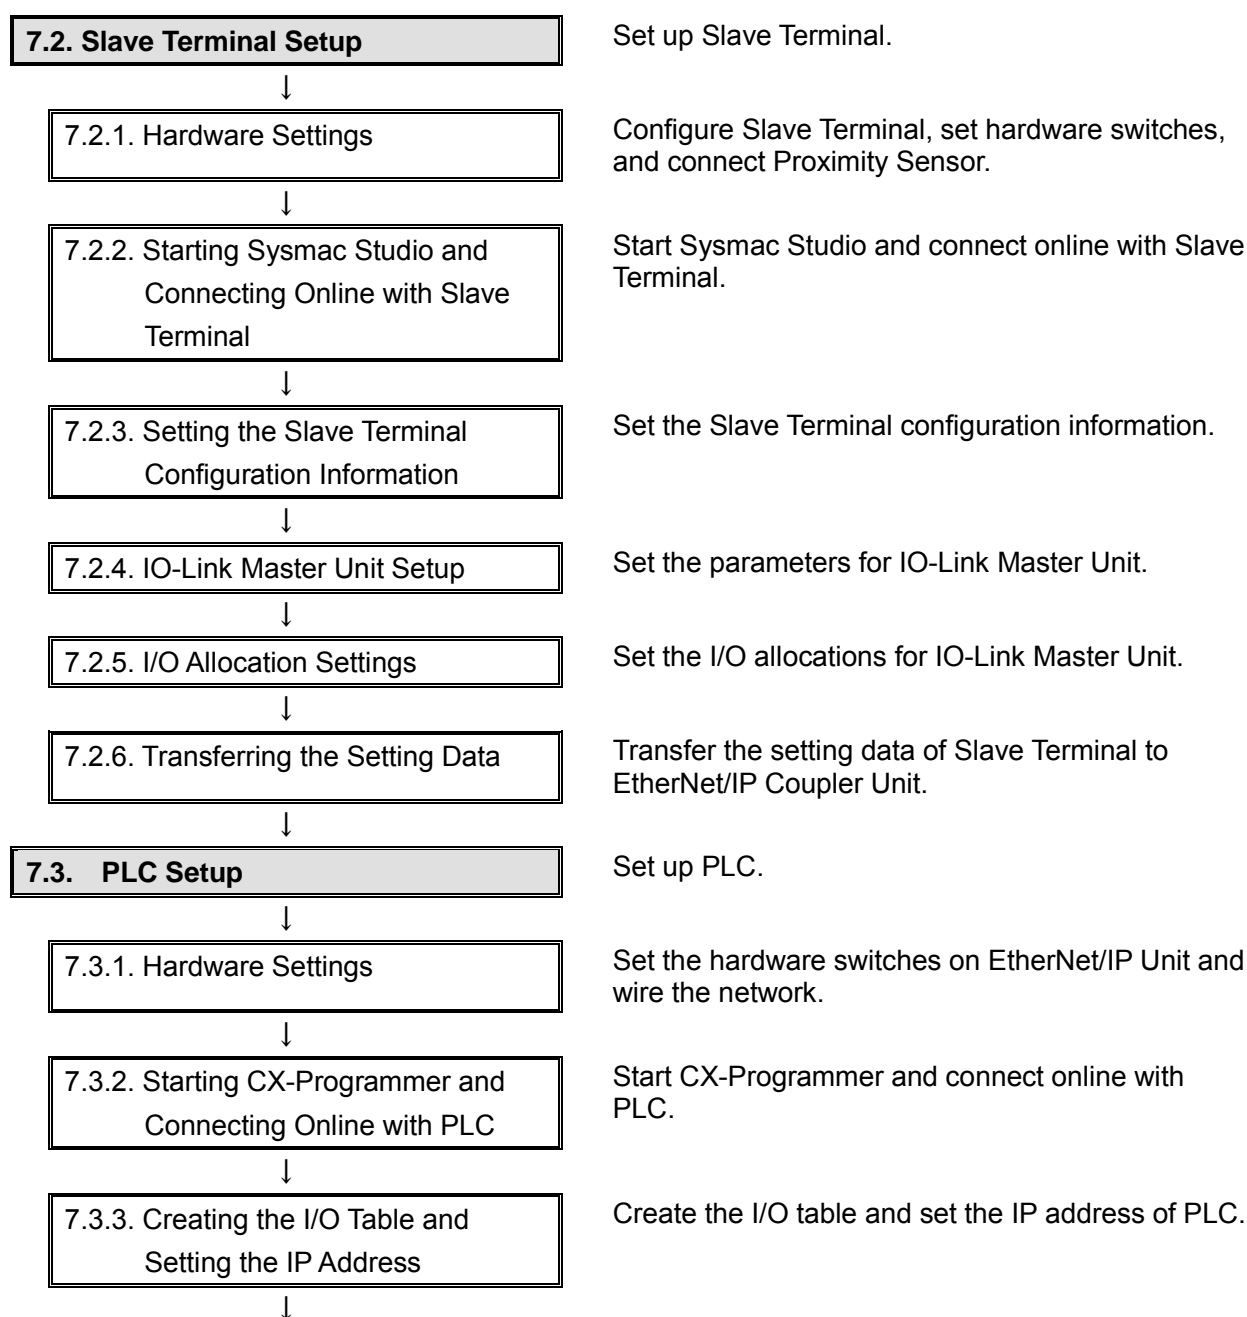 7.2. Slave Terminal Setup
Set up Slave Terminal.
↓
7.2.1. Hardware Settings
Configure Slave Terminal, set hardware switches,
and connect Proximity Sensor.
↓
7.2.2. Starting Sysmac Studio and
Connecting Online with Slave
Terminal
Start Sysmac Studio and connect online with Slave
Terminal.
↓
7.2.3. Setting the Slave Terminal
Configuration Information
Set the Slave Terminal configuration information.
↓
7.2.4. IO-Link Master Unit Setup
Set the parameters for IO-Link Master Unit.
↓
7.2.5. I/O Allocation Settings
Set the I/O allocations for IO-Link Master Unit.
↓
7.2.6. Transferring the Setting Data
Transfer the setting data of Slave Terminal to
EtherNet/IP Coupler Unit.
↓
7.3. PLC Setup
Set up PLC.
↓
7.3.1. Hardware Settings
Set the hardware switches on EtherNet/IP Unit and
wire the network.
↓
7.3.2. Starting CX-Programmer and
Connecting Online with PLC
Start CX-Programmer and connect online with
PLC.
↓
7.3.3. Creating the I/O Table and
Setting the IP Address
Create the I/O table and set the IP address of PLC.
↓